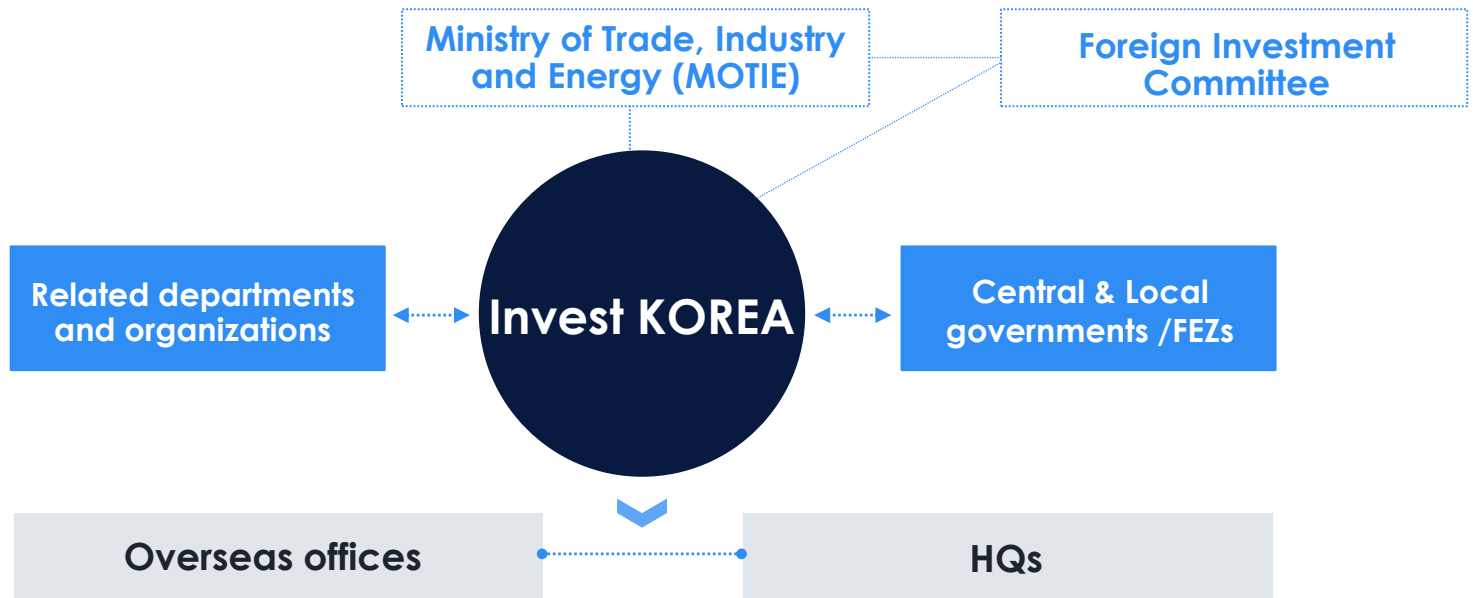 Ministry of Trade, Industry
and Energy (MOTIE)
Foreign Investment
Committee
Related departments
and organizations
Invest KOREA
Central & Local
governments /FEZs
Overseas offices
HQs